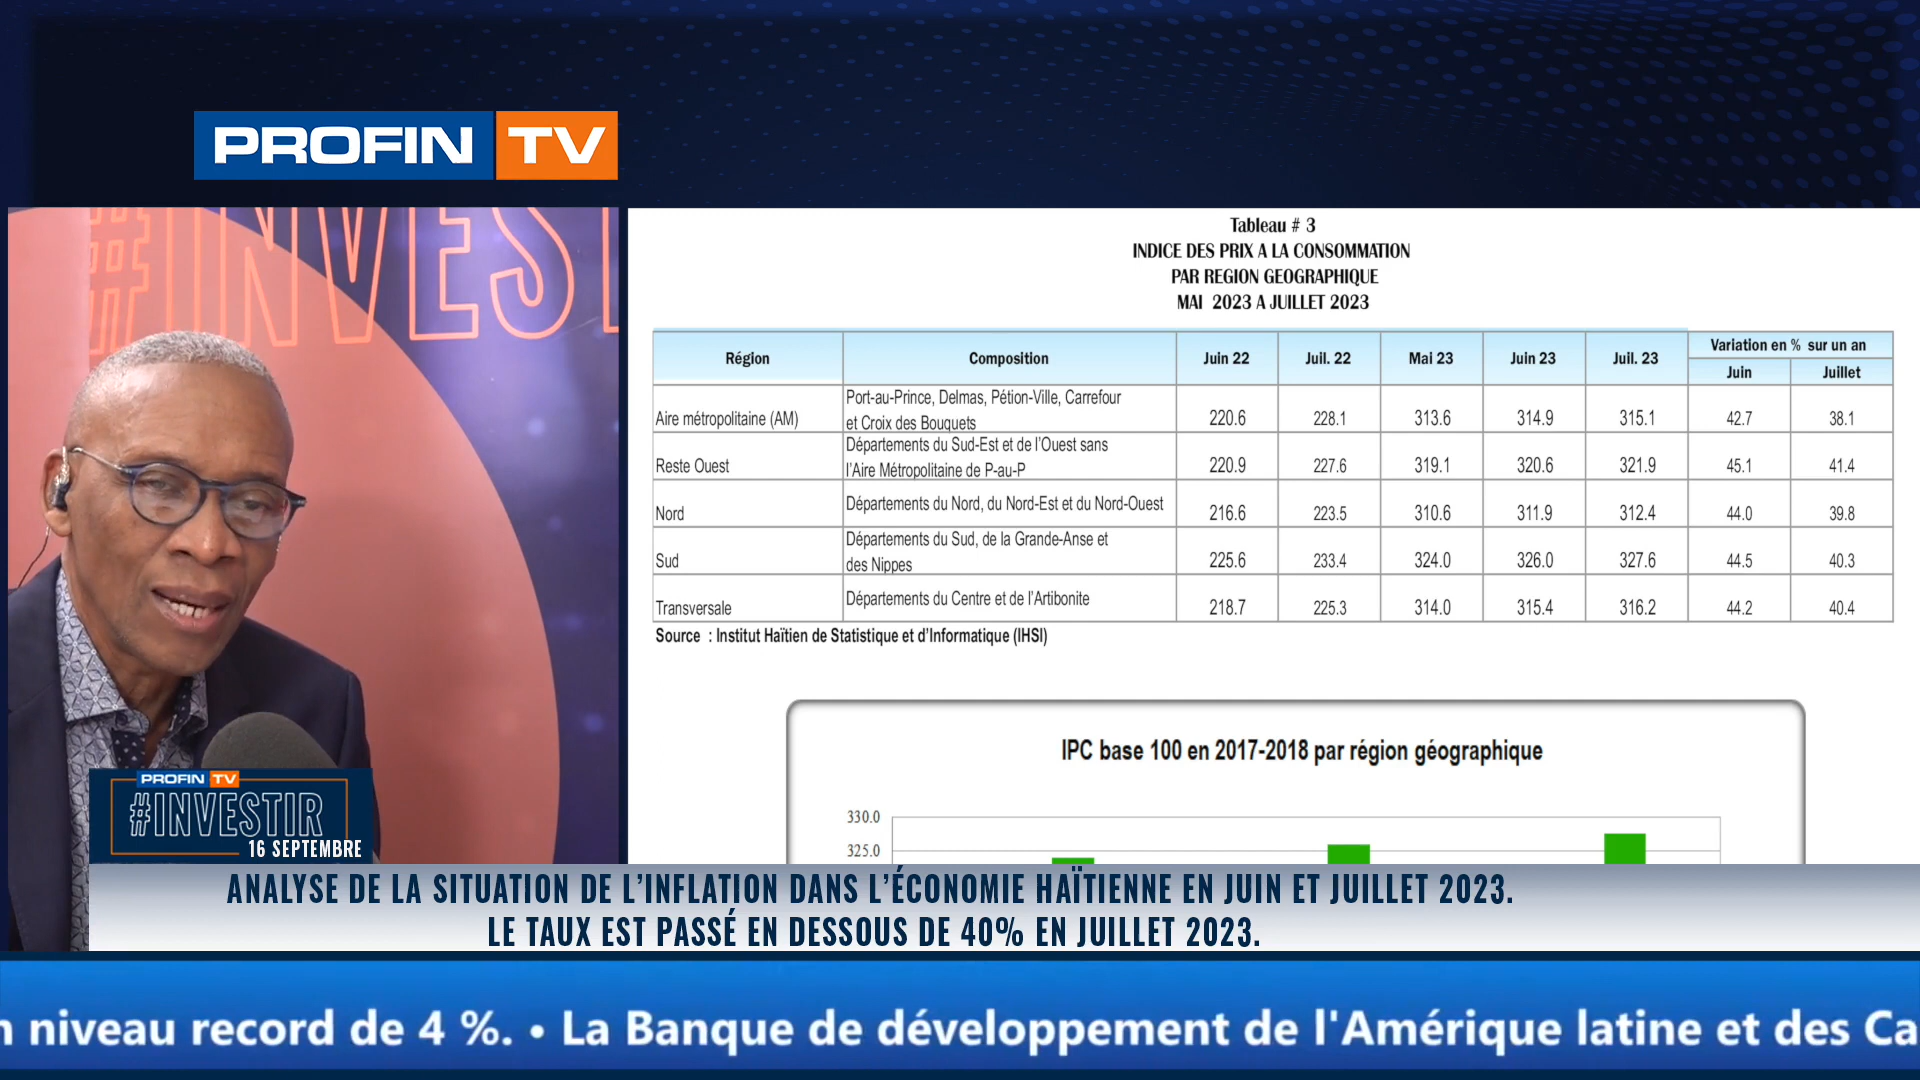 PROFIN TV
#INVEST
Tableau # 3
INDICE DES PRIX A LA CONSOMMATION
PAR REGION GEOGRAPHIQUE
MAI 2023 A JUILLET 2023
Région Composition Juin 22 Juil. 22 Mai 23 Juin 23 Juil. 23 Variation en % sur un an
Juin Juillet
Port-au-Prince, Delmas, Pétion-Ville, Carrefour
Aire métropolitaine (AM) et Croix des Bouquets 220.6 228.1 313.6 314.9 315.1 42.7 38.1
Départements du Sud-Est et de l'Ouest sans
Reste Ouest l'Aire Métropolitaine de P-au-P 220.9 227.6 319.1 320.6 321.9 45.1 41.4
Nord Départements du Nord, du Nord-Est et du Nord-Ouest 216.6 223.5 310.6 311.9 312.4 44.0 39.8
Départements du Sud, de la Grande-Anse et
Sud des Nippes 225.6 233.4 324.0 326.0 327.6 44.5 40.3
Transversale Départements du Centre et de l'Artibonite 218.7 225.3 314.0 315.4 316.2 44.2 40.4
Source : Institut Haïtien de Statistique et d'Informatique (IHSI)
IPC base 100 en 2017-2018 par région géographique
330.0
325.0
PROFIN TV
#INVESTIR
16 SEPTEMBRE
ANALYSE DE LA SITUATION DE L'INFLATION DANS L'ÉCONOMIE HAÏTIENNE EN JUIN ET JUILLET 2023.
LE TAUX EST PASSÉ EN DESSOUS DE 40% EN JUILLET 2023.
n niveau record de 4 %. • La Banque de développement de l'Amérique latine et des Ca